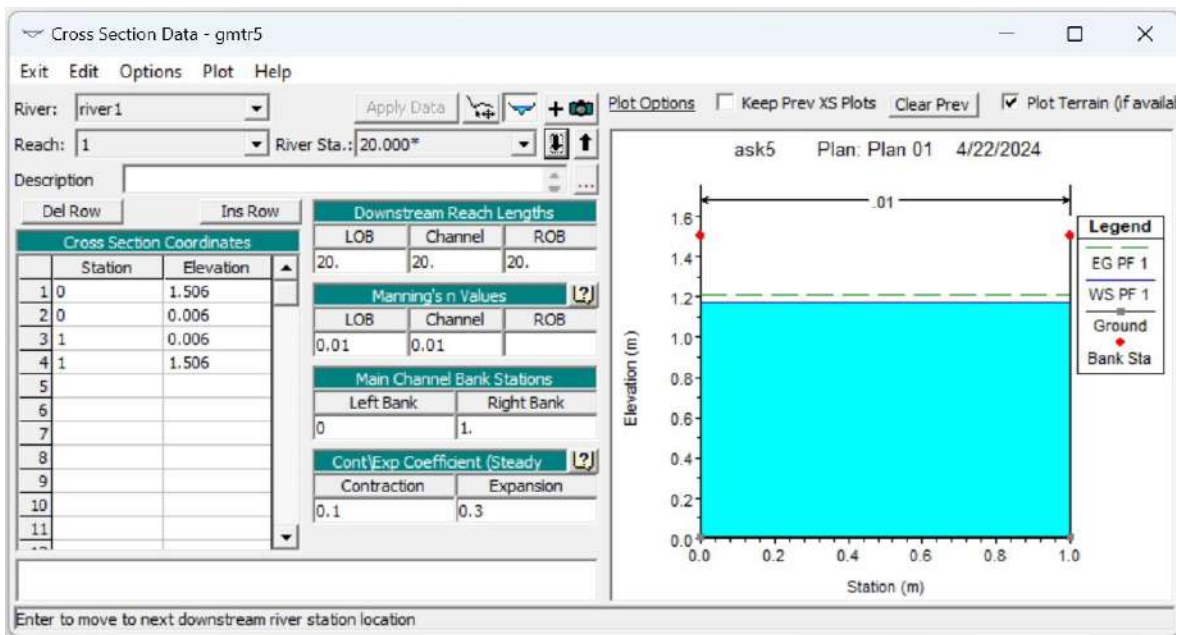 Cross Section Data - gmtr5
Exit Edit Options Plot Help
River: river1
Apply Data
Plot Options Keep Prev XS Plots Clear Prev Plot Terrain (if availa
Reach: 1 River Sta.: 20.000*
Description ...
Del Row Ins Row
Cross Section Coordinates
Station Elevation
1 0 1.506
2 0 0.006
3 1 0.006
4 1 1.506
5
6
7
8
9
10
11
Downstream Reach Lengths
LOB Channel ROB
20. 20. 20.
Manning's n Values
LOB Channel ROB
0.01 0.01
Main Channel Bank Stations
Left Bank Right Bank
0 1.
Cont\Exp Coefficient (Steady
Contraction Expansion
0.1 0.3
ask5 Plan: Plan 01 4/22/2024
.01
1.6
1.4
1.2
1.0
0.8
0.6
0.4
0.2
0.0
Elevation (m)
0.0 0.2 0.4 0.6 0.8 1.0
Station (m)
Legend
EG PF 1
WS PF 1
Ground
Bank Sta
Enter to move to next downstream river station location